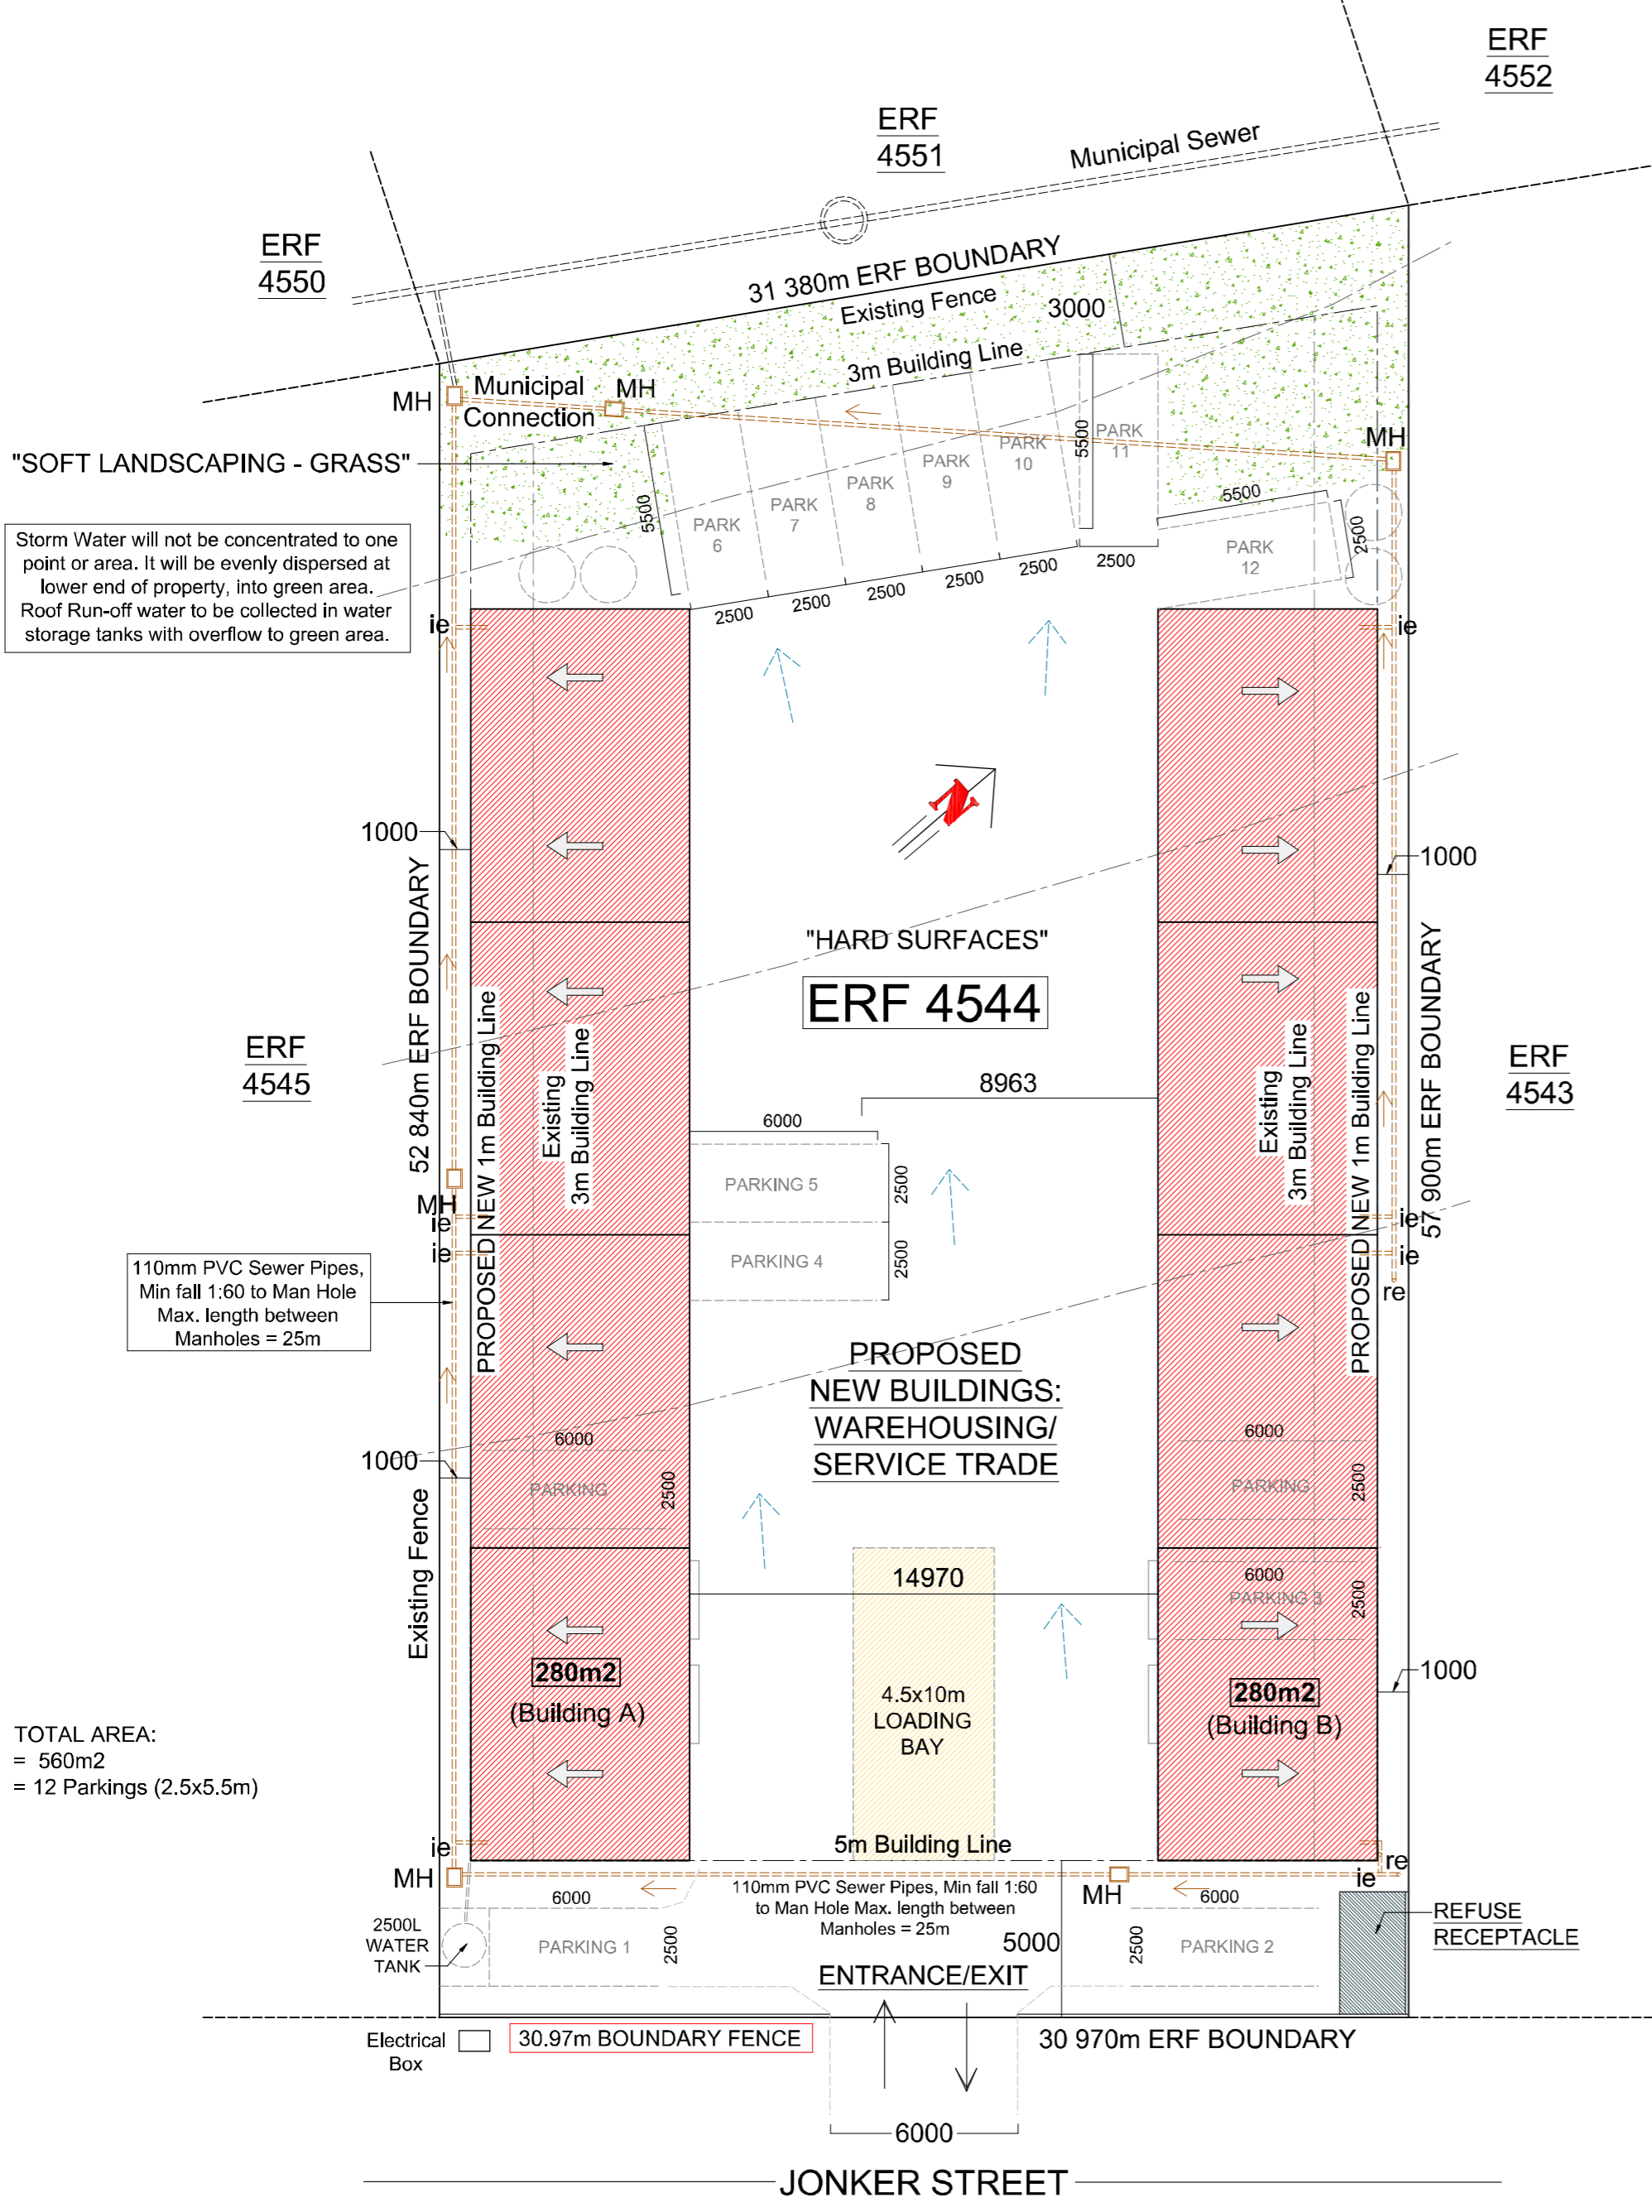 ERF
4552
ERF
4551
Municipal Sewer
ERF
4550
31 380m ERF BOUNDARY
Existing Fence
3000
3m Building Line
MH
Municipal
Connection
MH
MH
"SOFT LANDSCAPING - GRASS"
5500
PARK
6
PARK
7
PARK
8
PARK
9
PARK
10
5500
PARK
11
5500
PARK
12
2500
2500
2500
2500
2500
2500
2500
Storm Water will not be concentrated to one
point or area. It will be evenly dispersed at
lower end of property, into green area.
Roof Run-off water to be collected in water
storage tanks with overflow to green area.
ie
ie
N
1000
1000
52 840m ERF BOUNDARY
57 900m ERF BOUNDARY
"HARD SURFACES"
ERF 4544
ERF
4545
ERF
4543
PROPOSED NEW 1m Building Line
Existing
3m Building Line
Existing
3m Building Line
PROPOSED NEW 1m Building Line
8963
6000
PARKING 5
2500
PARKING 4
2500
MH
ie
ie
ie
ie
re
110mm PVC Sewer Pipes,
Min fall 1:60 to Man Hole
Max. length between
Manholes = 25m
PROPOSED
NEW BUILDINGS:
WAREHOUSING/
SERVICE TRADE
1000
6000
PARKING
2500
6000
PARKING
2500
Existing Fence
14970
6000
PARKING 3
2500
280m2
(Building A)
4.5x10m
LOADING
BAY
280m2
(Building B)
1000
TOTAL AREA:
= 560m2
= 12 Parkings (2.5x5.5m)
5m Building Line
ie
MH
re
ie
MH
6000
110mm PVC Sewer Pipes, Min fall 1:60
to Man Hole Max. length between
Manholes = 25m
6000
2500L
WATER
TANK
PARKING 1
2500
5000
2500
PARKING 2
REFUSE
RECEPTACLE
ENTRANCE/EXIT
Electrical
Box
30.97m BOUNDARY FENCE
30 970m ERF BOUNDARY
6000
JONKER STREET